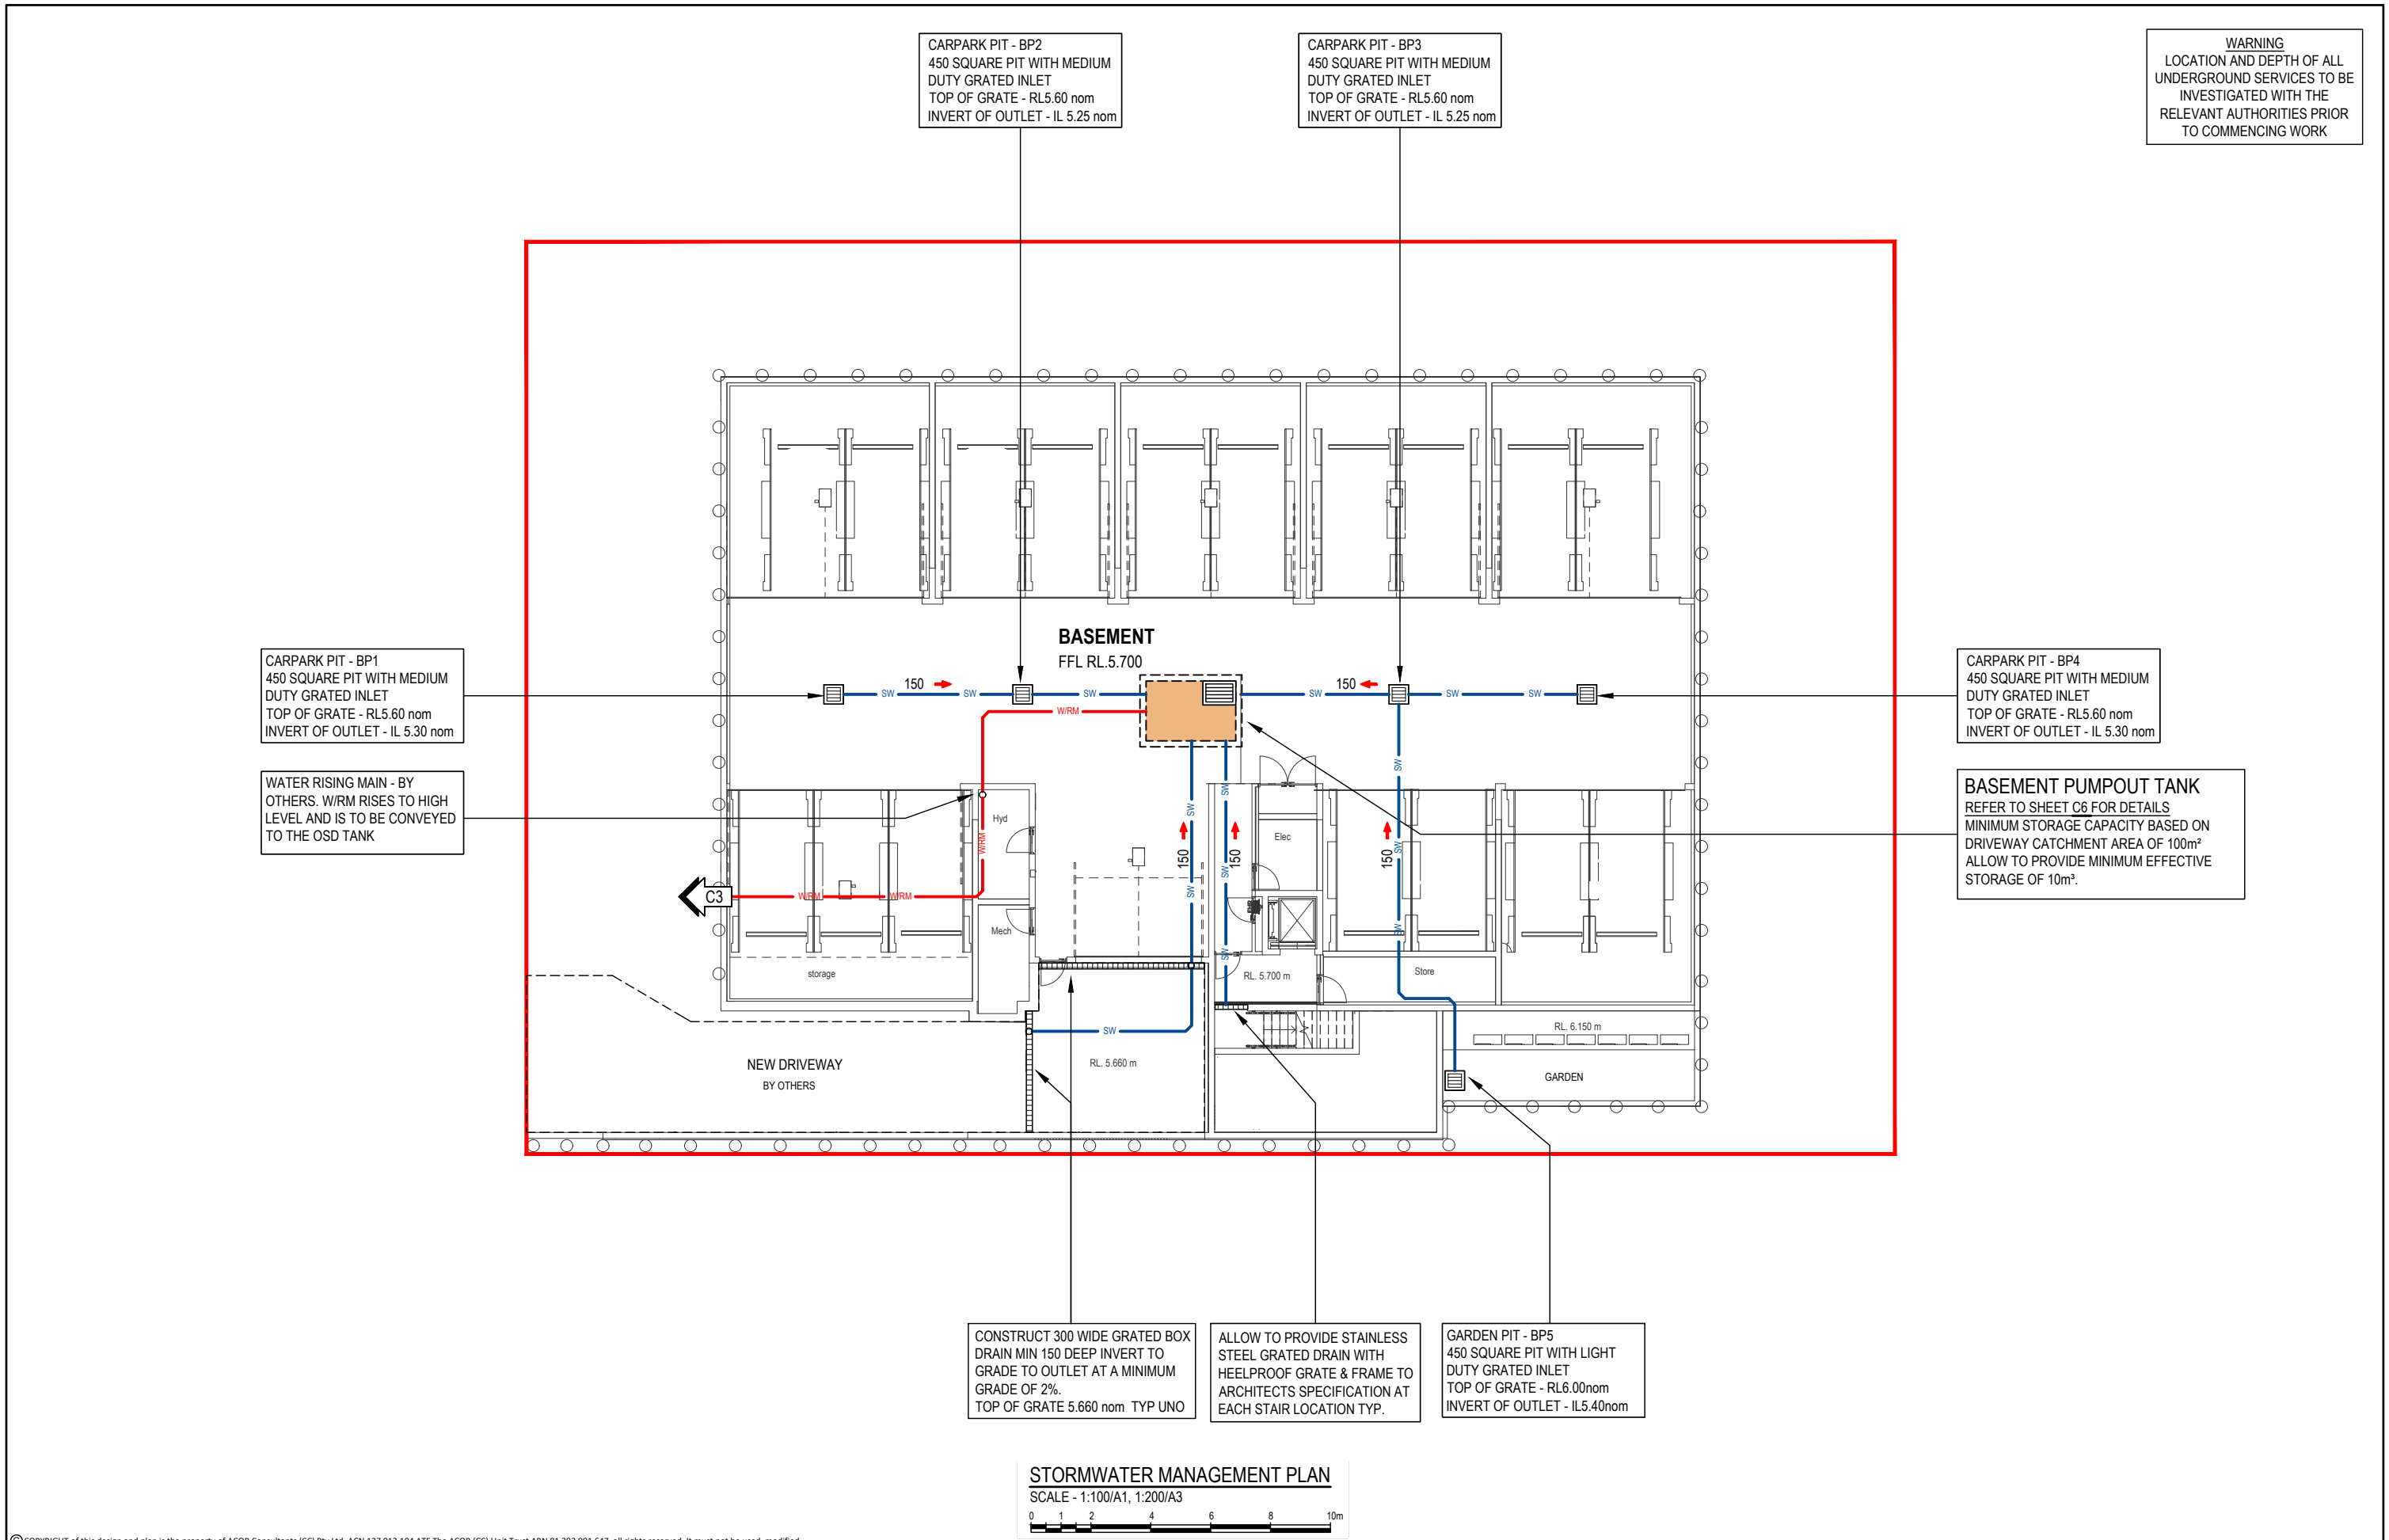 CARPARK PIT - BP2
450 SQUARE PIT WITH MEDIUM
DUTY GRATED INLET
TOP OF GRATE - RL5.60 nom
INVERT OF OUTLET - IL 5.25 nom
CARPARK PIT - BP3
450 SQUARE PIT WITH MEDIUM
DUTY GRATED INLET
TOP OF GRATE - RL5.60 nom
INVERT OF OUTLET - IL 5.25 nom
WARNING
LOCATION AND DEPTH OF ALL
UNDERGROUND SERVICES TO BE
INVESTIGATED WITH THE
RELEVANT AUTHORITIES PRIOR
TO COMMENCING WORK
CARPARK PIT - BP1
450 SQUARE PIT WITH MEDIUM
DUTY GRATED INLET
TOP OF GRATE - RL5.60 nom
INVERT OF OUTLET - IL 5.30 nom
WATER RISING MAIN - BY
OTHERS. W/RM RISES TO HIGH
LEVEL AND IS TO BE CONVEYED
TO THE OSD TANK
BASEMENT
FFL RL.5.700
SW
150
SW
SW
SW
150
SW
SW
W/RM
W/RM
W/RM
W/RM
C3
Hyd
Mech
Elec
storage
Store
SW
SW
150
SW
SW
150
SW
SW
SW
150
SW
SW
RL. 5.700 m
RL. 5.660 m
RL. 6.150 m
NEW DRIVEWAY
BY OTHERS
GARDEN
CARPARK PIT - BP4
450 SQUARE PIT WITH MEDIUM
DUTY GRATED INLET
TOP OF GRATE - RL5.60 nom
INVERT OF OUTLET - IL 5.30 nom
BASEMENT PUMPOUT TANK
REFER TO SHEET C6 FOR DETAILS
MINIMUM STORAGE CAPACITY BASED ON
DRIVEWAY CATCHMENT AREA OF 100m²
ALLOW TO PROVIDE MINIMUM EFFECTIVE
STORAGE OF 10m³.
CONSTRUCT 300 WIDE GRATED BOX
DRAIN MIN 150 DEEP INVERT TO
GRADE TO OUTLET AT A MINIMUM
GRADE OF 2%.
TOP OF GRATE 5.660 nom TYP UNO
ALLOW TO PROVIDE STAINLESS
STEEL GRATED DRAIN WITH
HEELPROOF GRATE & FRAME TO
ARCHITECTS SPECIFICATION AT
EACH STAIR LOCATION TYP.
GARDEN PIT - BP5
450 SQUARE PIT WITH LIGHT
DUTY GRATED INLET
TOP OF GRATE - RL6.00nom
INVERT OF OUTLET - IL5.40nom
STORMWATER MANAGEMENT PLAN
SCALE - 1:100/A1, 1:200/A3
0 1 2 4 6 8 10m